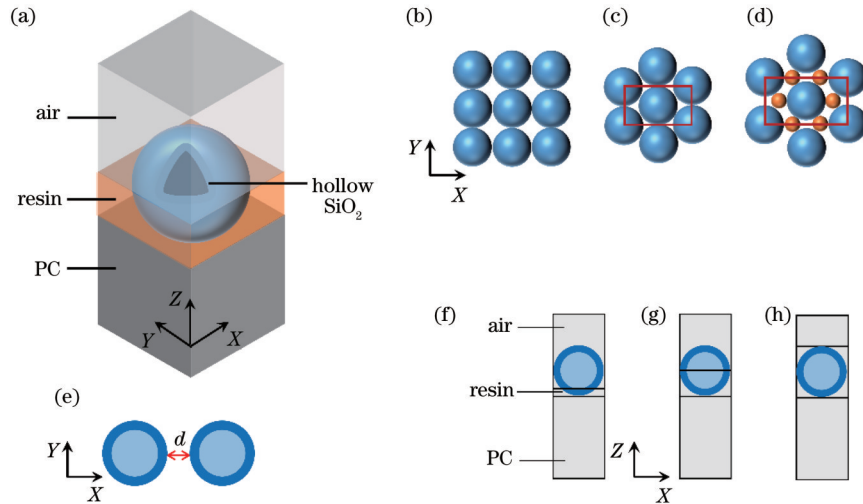 (a)
air
resin
PC
hollow
SiO₂
Z
Y
X
(b)
(c)
(d)
Y
X
(e)
Y
d
X
(f)
(g)
(h)
air
resin
PC
Z
X